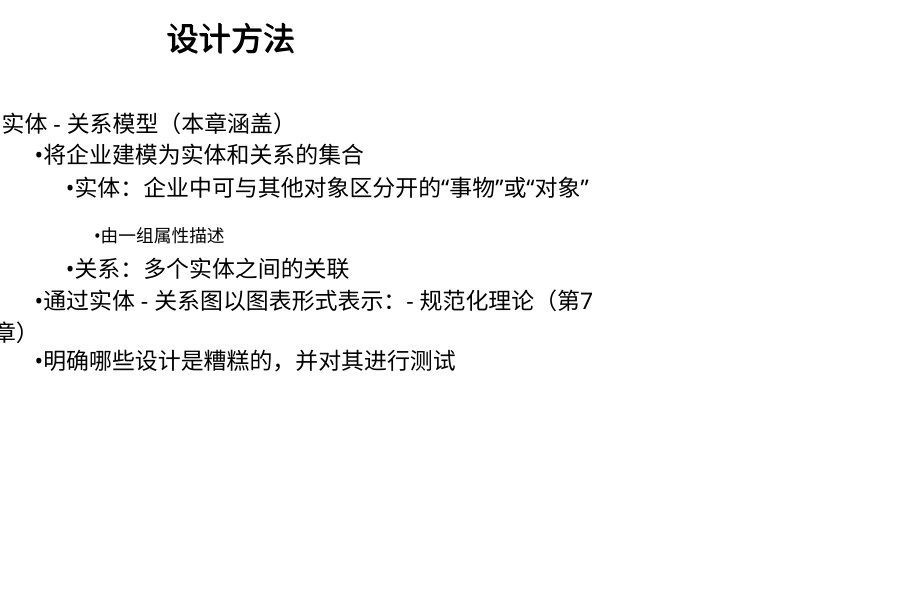 设计方法
实体 - 关系模型（本章涵盖）
•将企业建模为实体和关系的集合
•实体：企业中可与其他对象区分开的“事物”或“对象”
•由一组属性描述
•关系：多个实体之间的关联
•通过实体 - 关系图以图表形式表示：- 规范化理论（第7
章）
•明确哪些设计是糟糕的，并对其进行测试